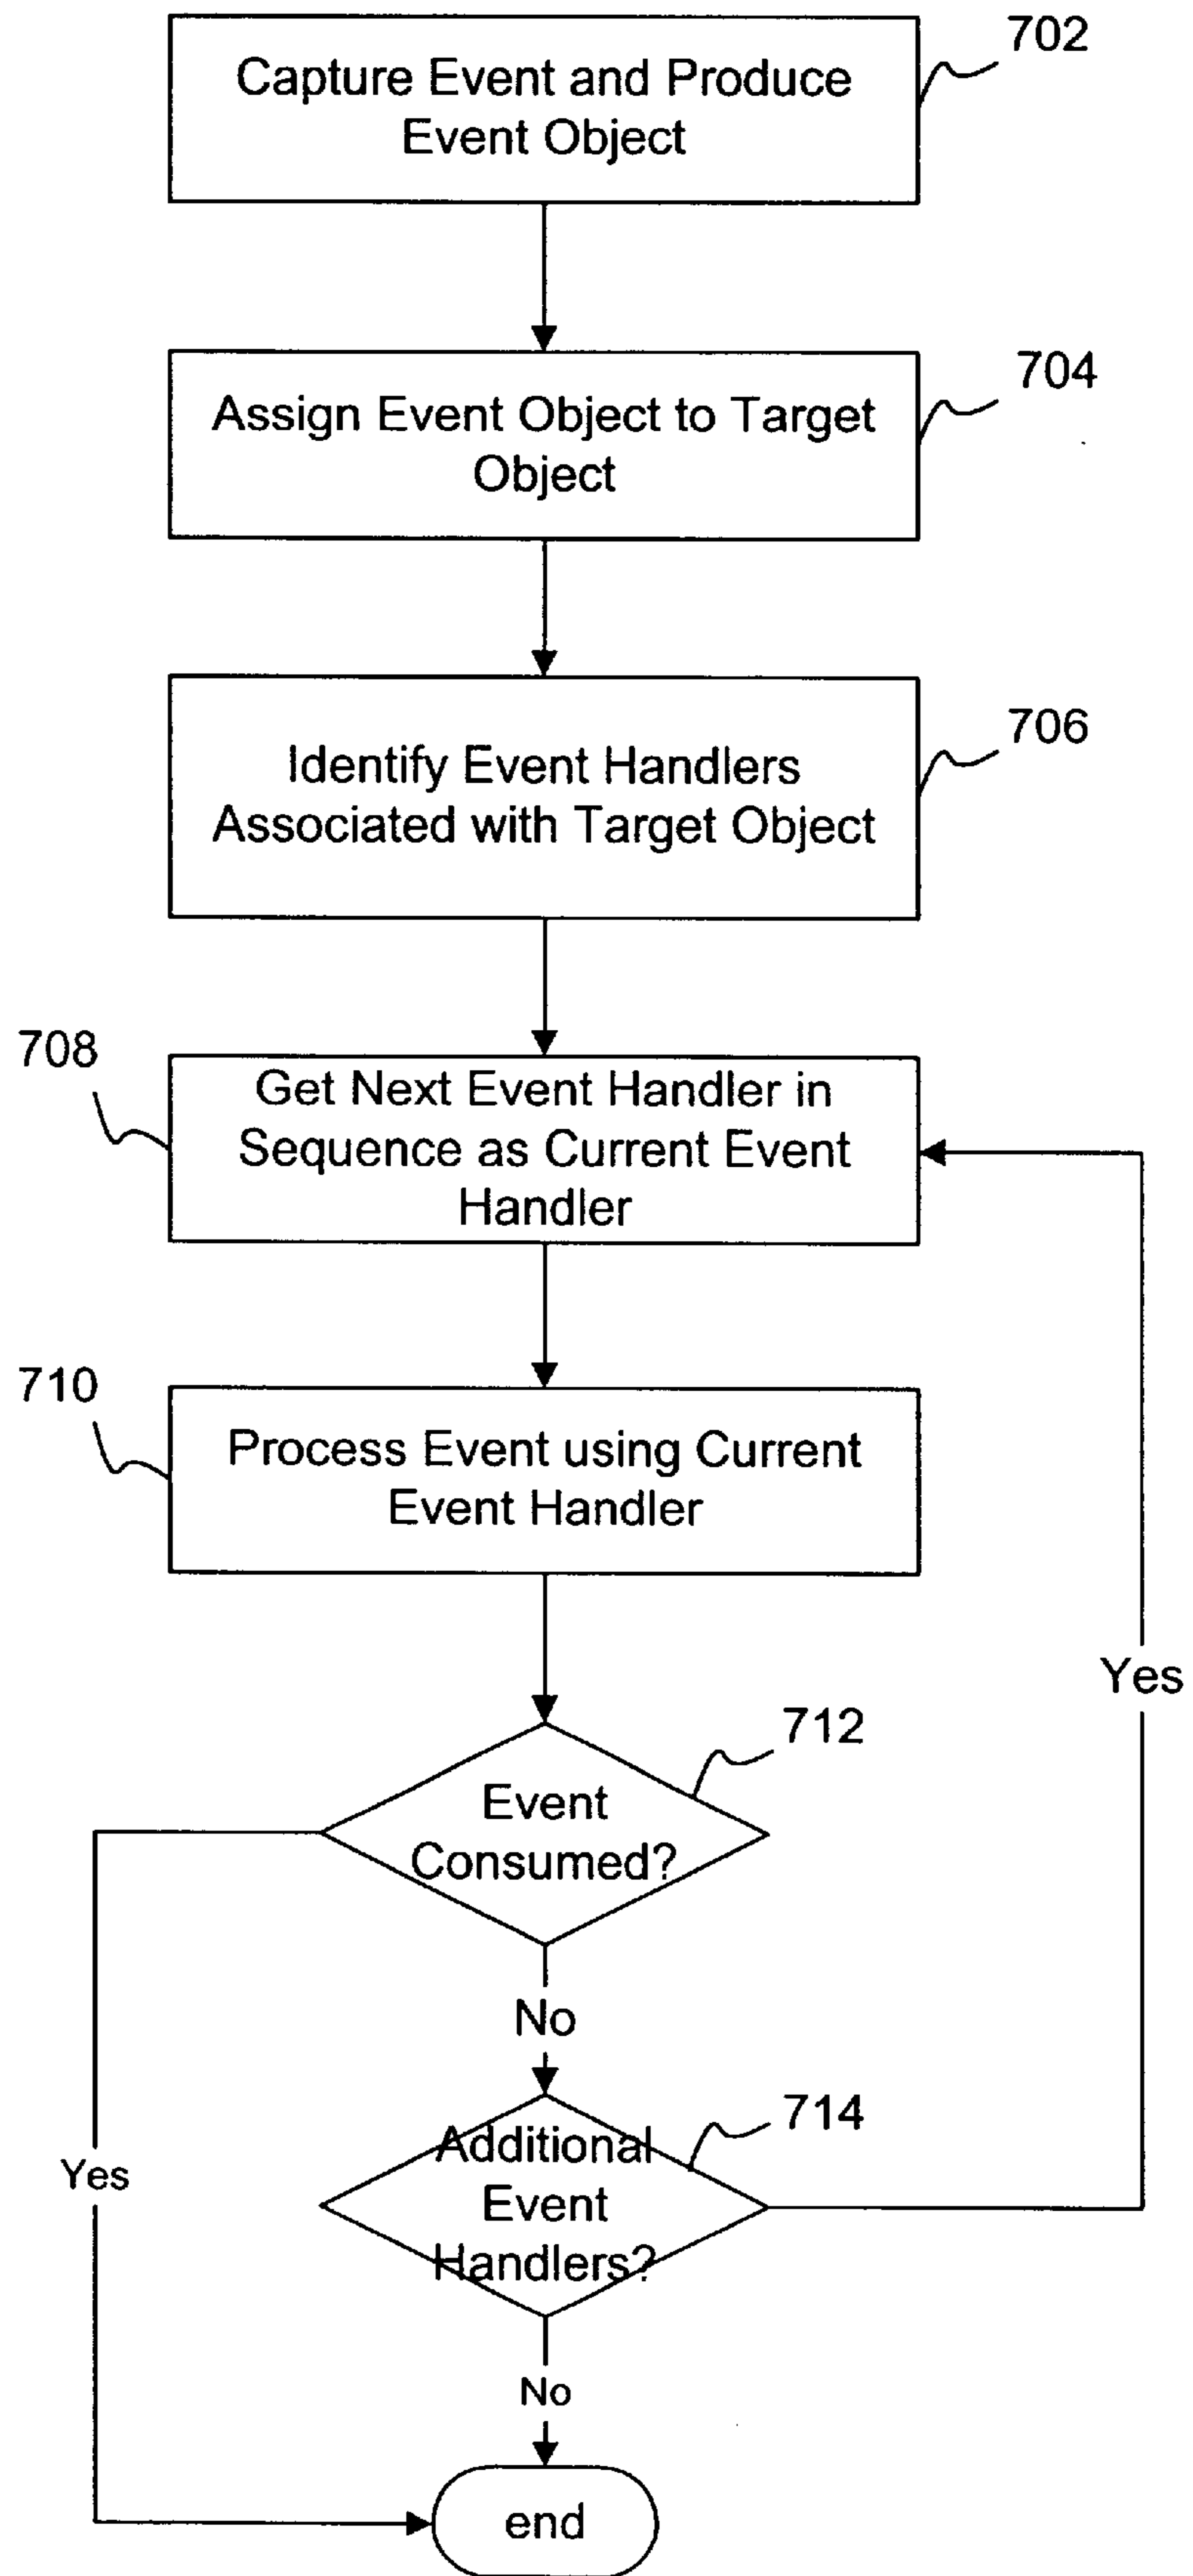 702
Capture Event and Produce
Event Object
704
Assign Event Object to Target
Object
706
Identify Event Handlers
Associated with Target Object
708
Get Next Event Handler in
Sequence as Current Event
Handler
710
Process Event using Current
Event Handler
Yes
712
Event
Consumed?
No
714
Additional
Event
Handlers?
Yes
No
end